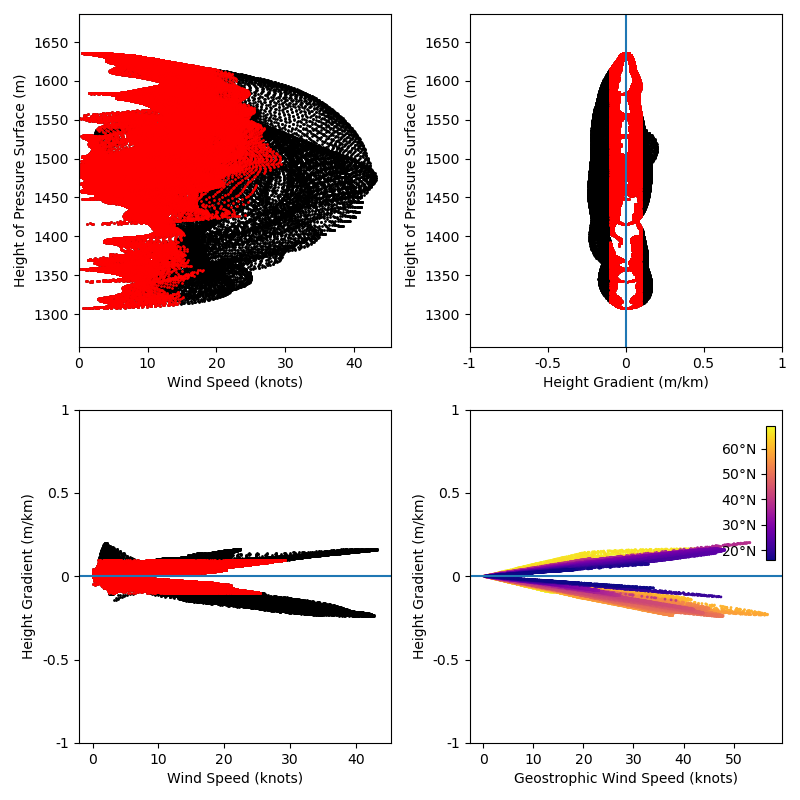 1650
1600
1550
1500
1450
1400
1350
1300
Height of Pressure Surface (m)
0 10 20 30 40
Wind Speed (knots)
1650
1600
1550
1500
1450
1400
1350
1300
Height of Pressure Surface (m)
-1 -0.5 0 0.5 1
Height Gradient (m/km)
1
0.5
0
-0.5
-1
Height Gradient (m/km)
0 10 20 30 40
Wind Speed (knots)
1
0.5
0
-0.5
-1
Height Gradient (m/km)
60°N
50°N
40°N
30°N
20°N
0 10 20 30 40 50
Geostrophic Wind Speed (knots)